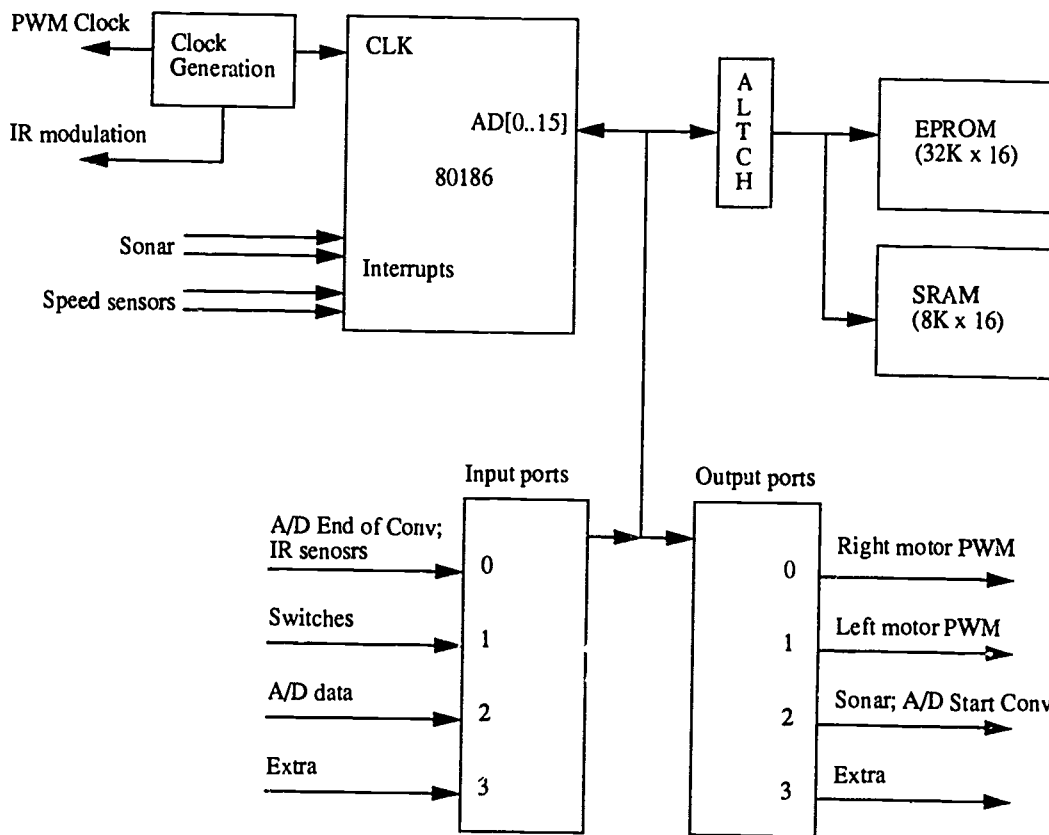 PWM Clock
Clock
Generation
IR modulation
CLK
AD[0..15]
80186
Interrupts
Sonar
Speed sensors
A
L
T
C
H
EPROM
(32K x 16)
SRAM
(8K x 16)
Input ports
A/D End of Conv;
IR senosrs
0
Switches
1
A/D data
2
Extra
3
Output ports
0
Right motor PWM
1
Left motor PWM
2
Sonar; A/D Start Conv
3
Extra